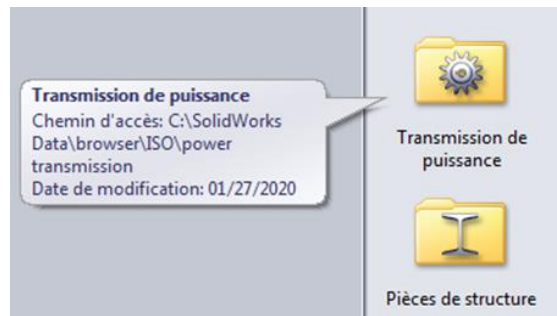 Transmission de puissance
Chemin d'accès: C:\SolidWorks
Data\browser\ISO\power
transmission
Date de modification: 01/27/2020
Transmission de
puissance
Pièces de structure